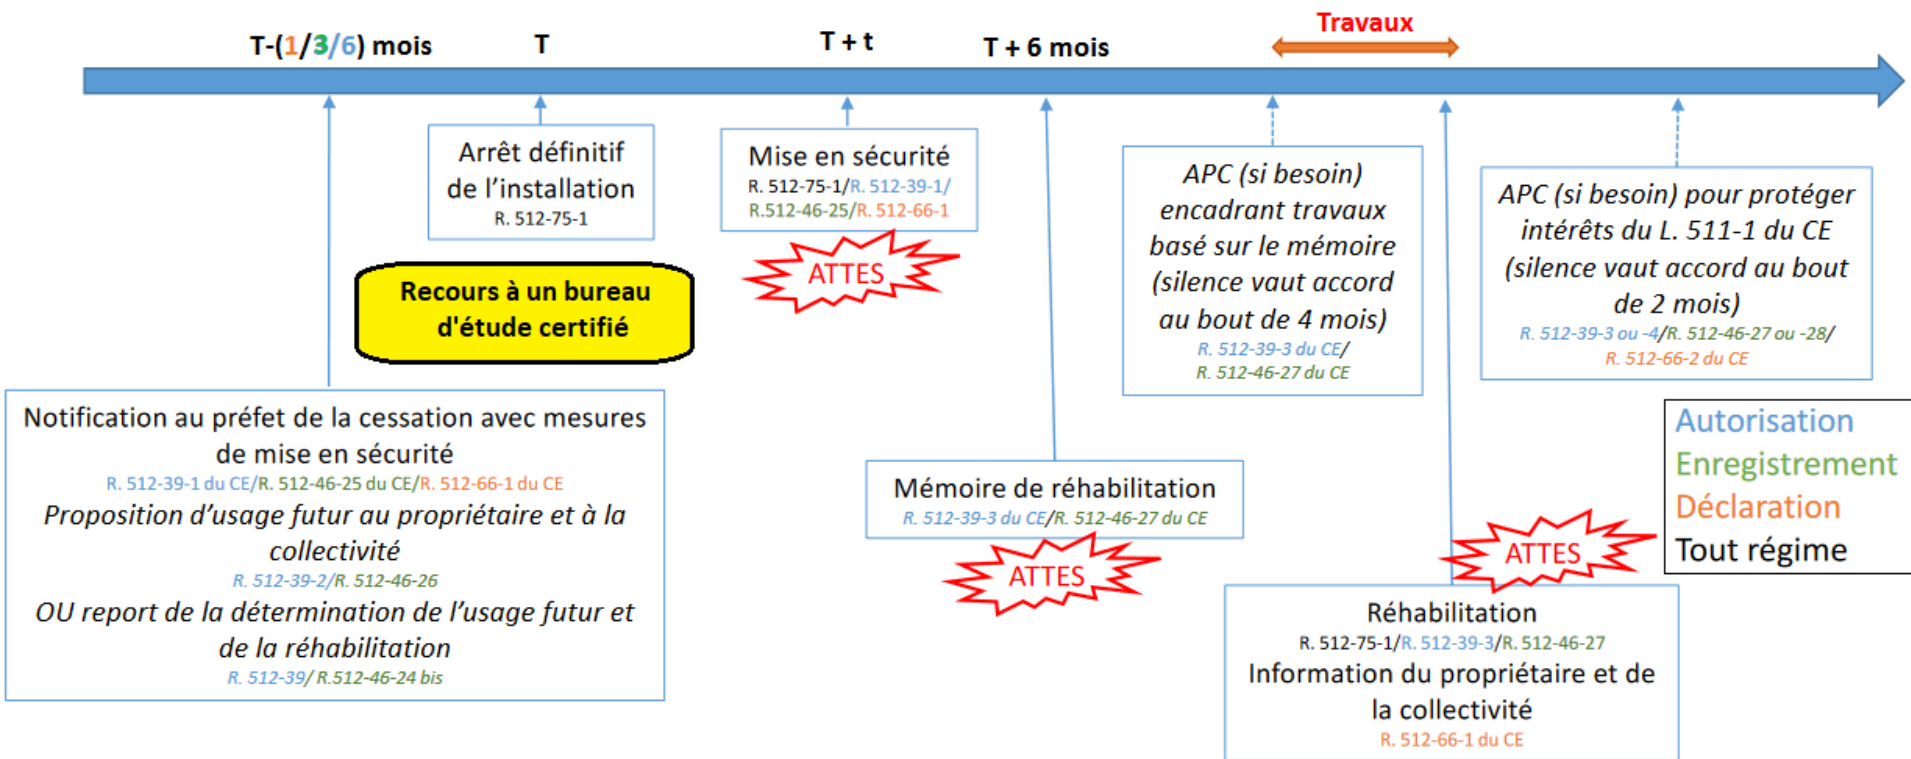 T-(1/3/6) mois
T
T + t
T + 6 mois
Travaux
Arrêt définitif
de l'installation
R. 512-75-1
Recours à un bureau
d'étude certifié
Mise en sécurité
R. 512-75-1/R. 512-39-1/
R.512-46-25/R. 512-66-1
ATTES
APC (si besoin)
encadrant travaux
basé sur le mémoire
(silence vaut accord
au bout de 4 mois)
R. 512-39-3 du CE/
R. 512-46-27 du CE
APC (si besoin) pour protéger
intérêts du L. 511-1 du CE
(silence vaut accord au bout
de 2 mois)
R. 512-39-3 ou -4/R. 512-46-27 ou -28/
R. 512-66-2 du CE
Notification au préfet de la cessation avec mesures
de mise en sécurité
R. 512-39-1 du CE/R. 512-46-25 du CE/R. 512-66-1 du CE
Proposition d'usage futur au propriétaire et à la
collectivité
R. 512-39-2/R. 512-46-26
OU report de la détermination de l'usage futur et
de la réhabilitation
R. 512-39/ R.512-46-24 bis
Mémoire de réhabilitation
R. 512-39-3 du CE/R. 512-46-27 du CE
ATTES
Autorisation
Enregistrement
Déclaration
Tout régime
ATTES
Réhabilitation
R. 512-75-1/R. 512-39-3/R. 512-46-27
Information du propriétaire et de
la collectivité
R. 512-66-1 du CE